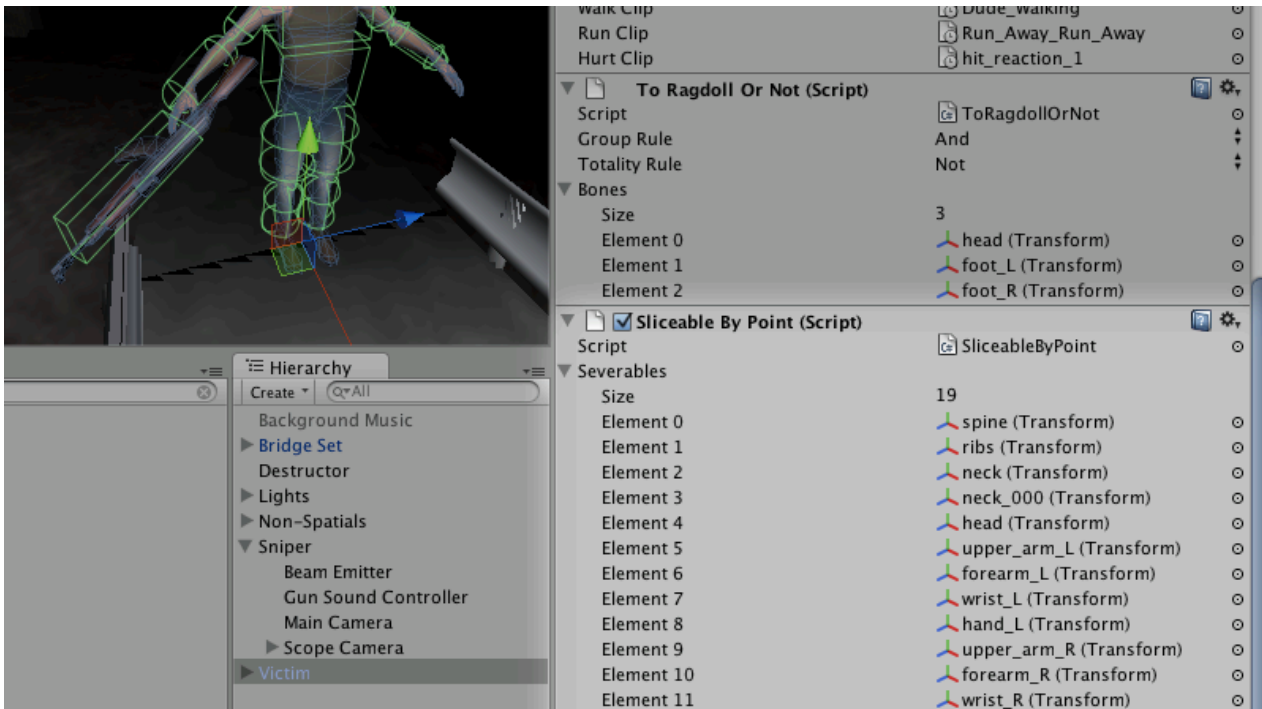 Walk Clip Dude_Walking
Run Clip Run_Away_Run_Away
Hurt Clip hit_reaction_1
To Ragdoll Or Not (Script)
Script ToRagdollOrNot
Group Rule And
Totality Rule Not
Bones
Size 3
Element 0 head (Transform)
Element 1 foot_L (Transform)
Element 2 foot_R (Transform)
Sliceable By Point (Script)
Script SliceableByPoint
Severables
Size 19
Element 0 spine (Transform)
Element 1 ribs (Transform)
Element 2 neck (Transform)
Element 3 neck_000 (Transform)
Element 4 head (Transform)
Element 5 upper_arm_L (Transform)
Element 6 forearm_L (Transform)
Element 7 wrist_L (Transform)
Element 8 hand_L (Transform)
Element 9 upper_arm_R (Transform)
Element 10 forearm_R (Transform)
Element 11 wrist_R (Transform)
Hierarchy
Create All
Background Music
Bridge Set
Destructor
Lights
Non-Spatials
Sniper
Beam Emitter
Gun Sound Controller
Main Camera
Scope Camera
Victim